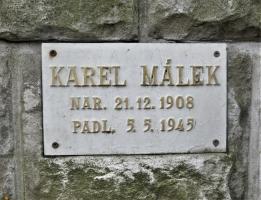 KAREL MÁLEK
NAR. 21.12.1908
PADL. 5.5.1945